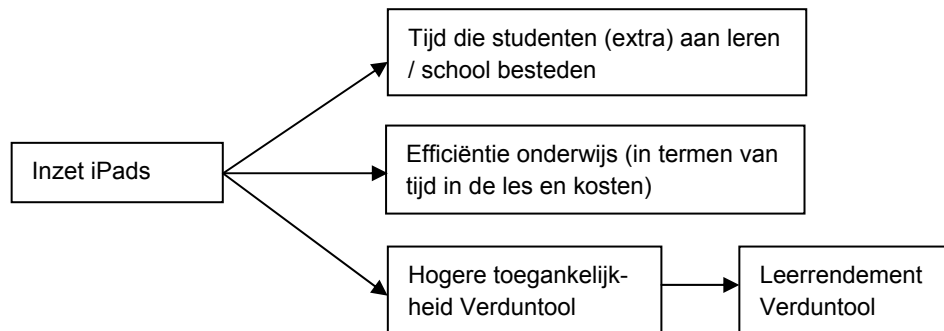 Tijd die studenten (extra) aan leren
/ school besteden
Inzet iPads
Efficiëntie onderwijs (in termen van
tijd in de les en kosten)
Hogere toegankelijk-
heid Verduntool
Leerrendement
Verduntool